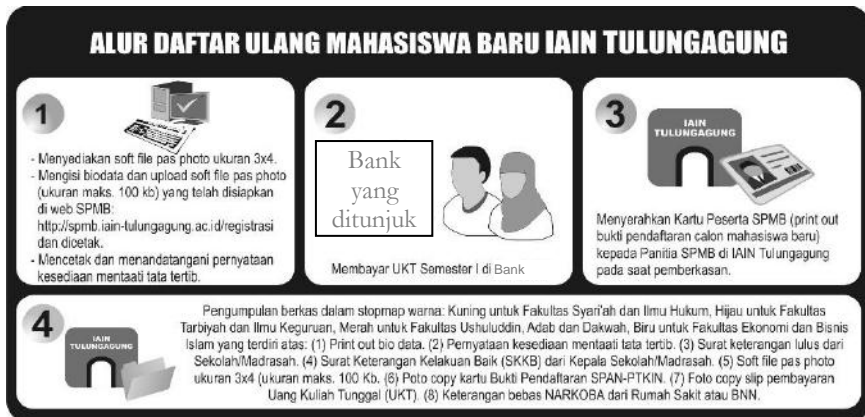 ALUR DAFTAR ULANG MAHASISWA BARU IAIN TULUNGAGUNG
1
- Menyediakan soft file pas photo ukuran 3x4.
- Mengisi biodata dan upload soft file pas photo
(ukuran maks. 100 kb) yang telah disiapkan
di web SPMB:
http://spmb.iain-tulungagung.ac.id/registrasi
dan dicetak.
- Mencetak dan menandatangani pernyataan
kesediaan mentaati tata tertib.
2
Bank
yang
ditunjuk
Membayar UKT Semester I di Bank
3
IAIN
TULUNGAGUNG
Menyerahkan Kartu Peserta SPMB (print out
bukti pendaftaran calon mahasiswa baru)
kepada Panitia SPMB di IAIN Tulungagung
pada saat pemberkasan.
4
IAIN
TULUNGAGUNG
Pengumpulan berkas dalam stopmap warna: Kuning untuk Fakultas Syari'ah dan Ilmu Hukum, Hijau untuk Fakultas
Tarbiyah dan Ilmu Keguruan, Merah untuk Fakultas Ushuluddin, Adab dan Dakwah, Biru untuk Fakultas Ekonomi dan Bisnis
Islam yang terdiri atas: (1) Print out bio data. (2) Pernyataan kesediaan mentaati tata tertib. (3) Surat keterangan lulus dari
Sekolah/Madrasah. (4) Surat Keterangan Kelakuan Baik (SKKB) dari Kepala Sekolah/Madrasah. (5) Soft file pas photo
ukuran 3x4 (ukuran maks. 100 Kb. (6) Poto copy kartu Bukti Pendaftaran SPAN-PTKIN. (7) Foto copy slip pembayaran
Uang Kuliah Tunggal (UKT). (8) Keterangan bebas NARKOBA dari Rumah Sakit atau BNN.